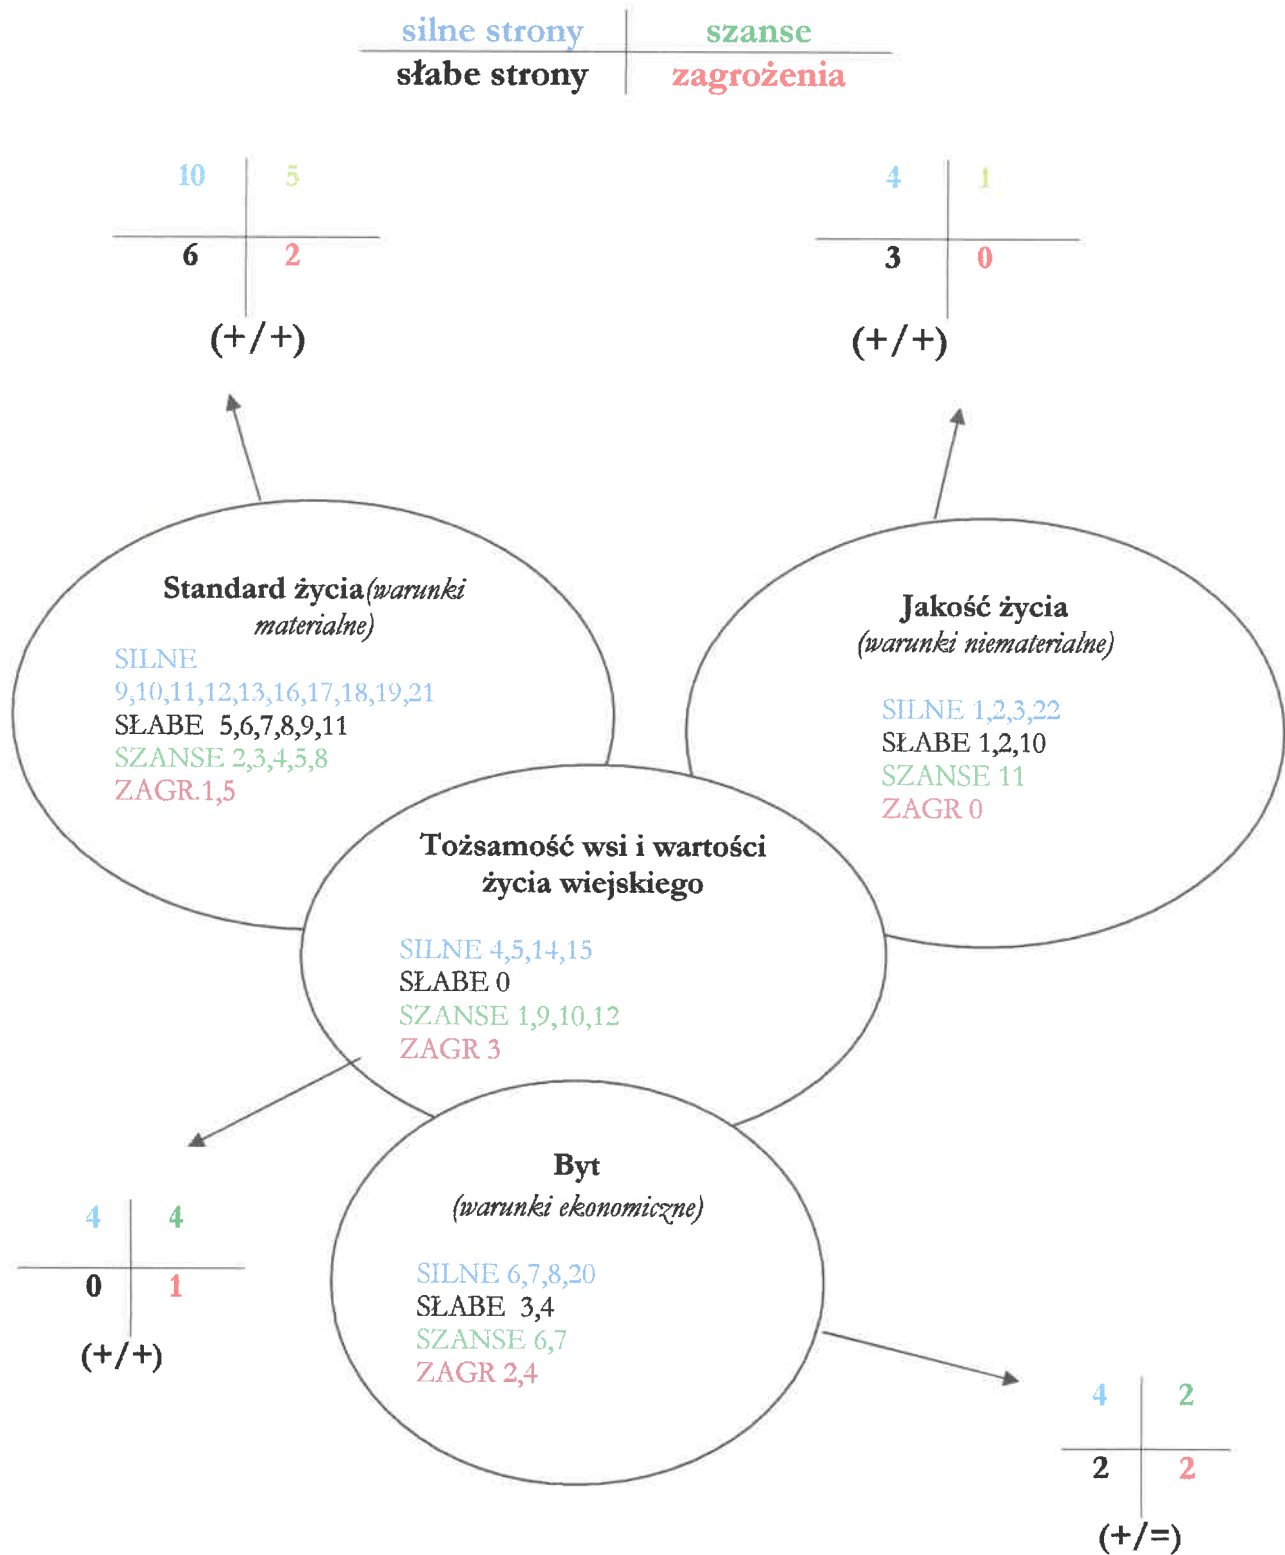 silne strony szanse
słabe strony zagrożenia
10 5
6 2
(+/+)
4 1
3 0
(+/+)
Standard życia(warunki
materialne)
SILNE
9,10,11,12,13,16,17,18,19,21
SŁABE 5,6,7,8,9,11
SZANSE 2,3,4,5,8
ZAGR.1,5
Jakość życia
(warunki niematerialne)
SILNE 1,2,3,22
SŁABE 1,2,10
SZANSE 11
ZAGR 0
Tożsamość wsi i wartości
życia wiejskiego
SILNE 4,5,14,15
SŁABE 0
SZANSE 1,9,10,12
ZAGR 3
4 4
0 1
(+/+)
Byt
(warunki ekonomiczne)
SILNE 6,7,8,20
SŁABE 3,4
SZANSE 6,7
ZAGR 2,4
4 2
2 2
(+/=)